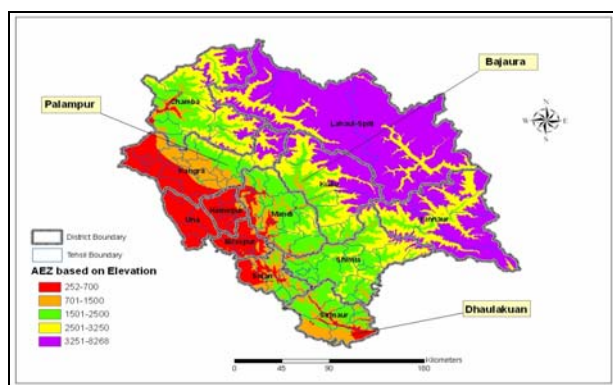 Bajaura
Palampur
Chamba
Lahaul-Spiti
N
W E
S
Kangra
Kullu
Hamirpur
Una
Mandi
Kinnaur
Bilaspur
Shimla
Solan
Sirmaur
Dhaulakuan
District Boundary
Tehsil Boundary
AEZ based on Elevation
252-700
701-1500
1501-2500
2501-3250
3251-8268
Kilometers
0 45 90 180